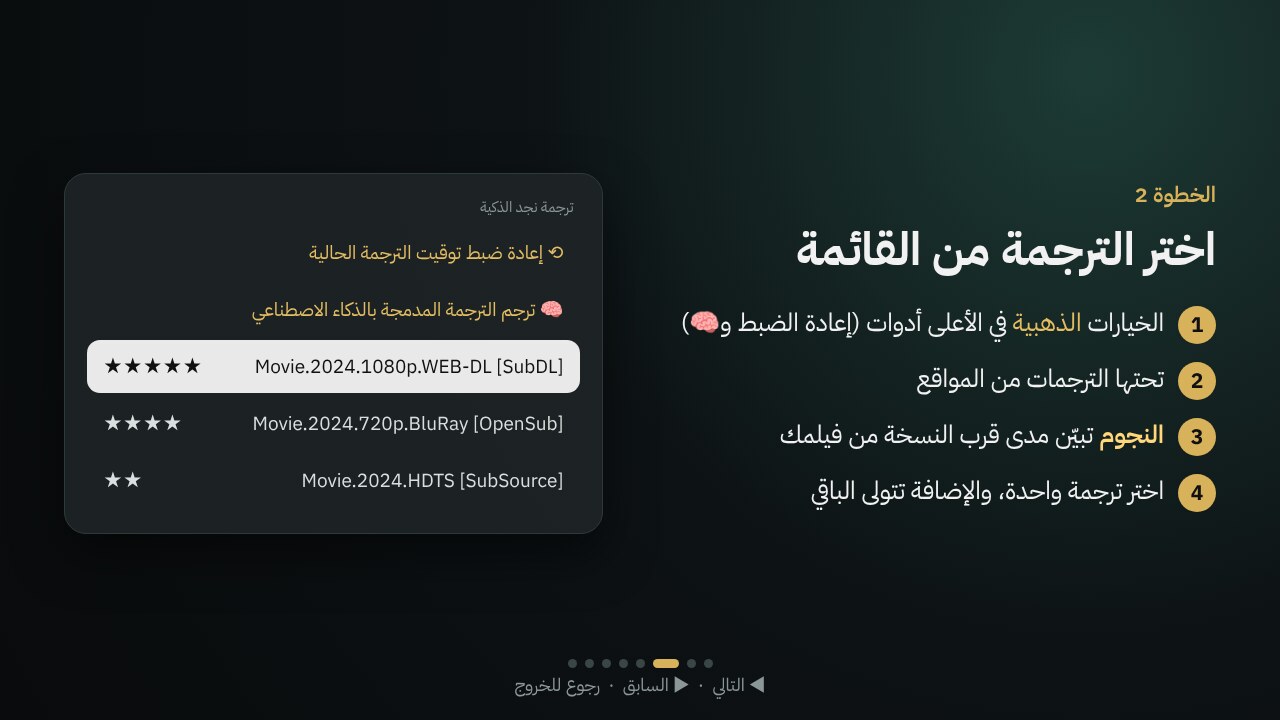 الخطوة 2
اختر الترجمة من القائمة
1 الخيارات الذهبية في الأعلى أدوات (إعادة الضبط و🧠)
2 تحتها الترجمات من المواقع
3 النجوم تبيّن مدى قرب النسخة من فيلمك
4 اختر ترجمة واحدة، والإضافة تتولى الباقي
ترجمة نجد الذكية
⟲ إعادة ضبط توقيت الترجمة الحالية
🧠 ترجم الترجمة المدمجة بالذكاء الاصطناعي
Movie.2024.1080p.WEB-DL [SubDL] ★★★★★
Movie.2024.720p.BluRay [OpenSub] ★★★★
Movie.2024.HDTS [SubSource] ★★
◀ التالي · ▶ السابق · رجوع للخروج